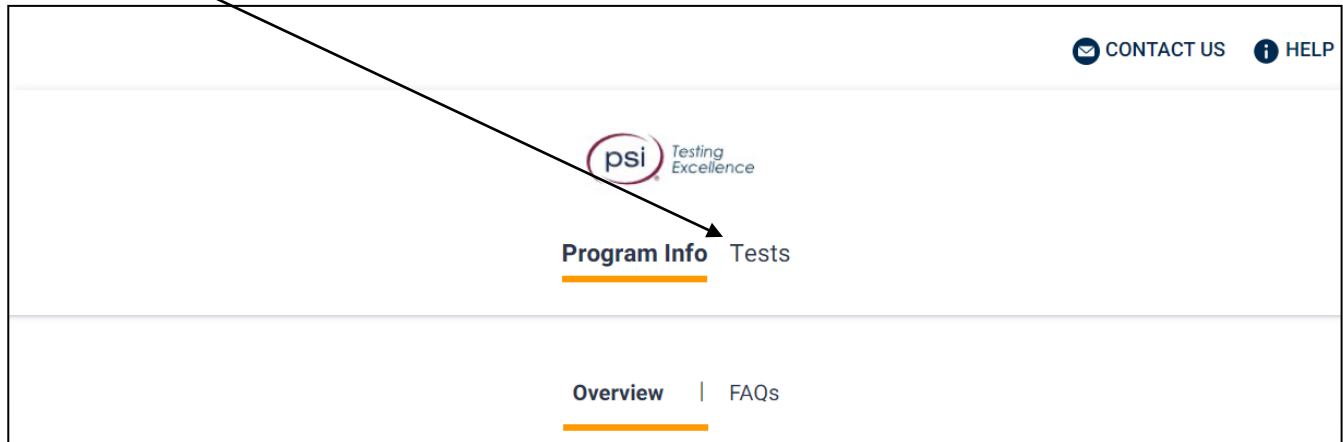 CONTACT US HELP
psi Testing
Excellence
Program Info Tests
Overview | FAQs